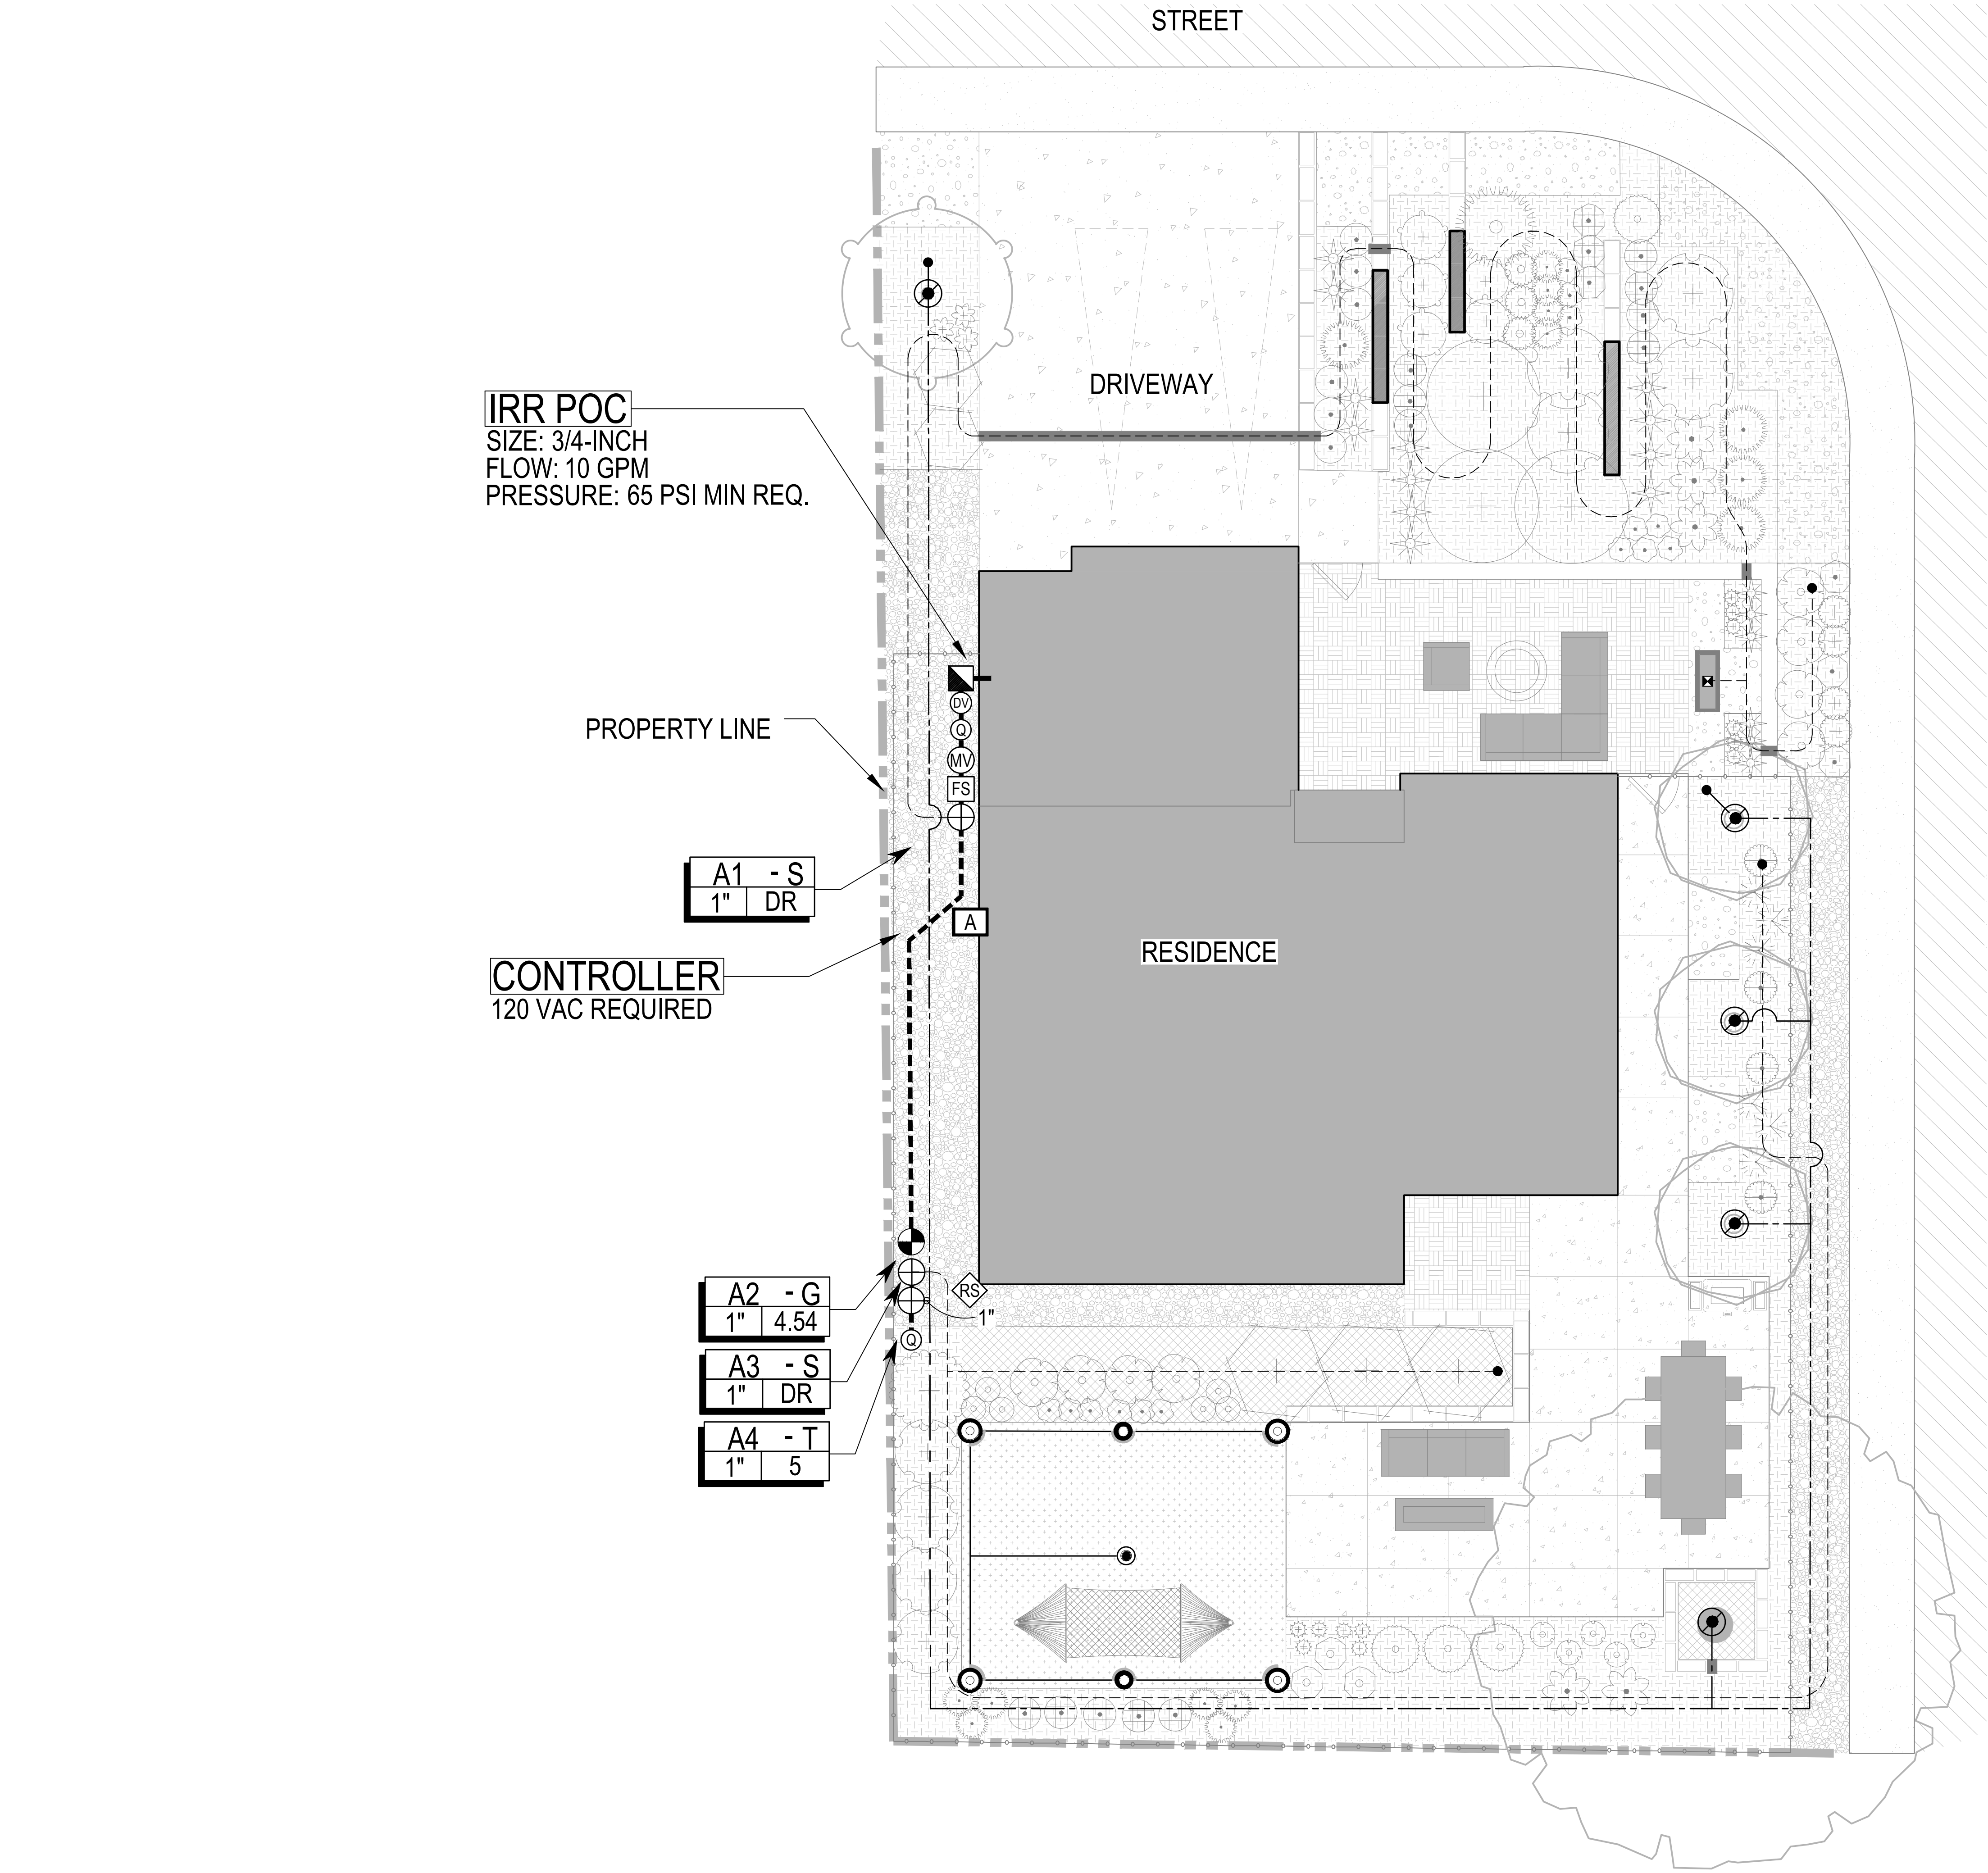 STREET
DRIVEWAY
IRR POC
SIZE: 3/4-INCH
FLOW: 10 GPM
PRESSURE: 65 PSI MIN REQ.
DV
PROPERTY LINE
Q
MV
FS
A1 - S
1" DR
A
RESIDENCE
CONTROLLER
120 VAC REQUIRED
A2 - G
1" 4.54
RS
1"
Q
A3 - S
1" DR
A4 - T
1" 5